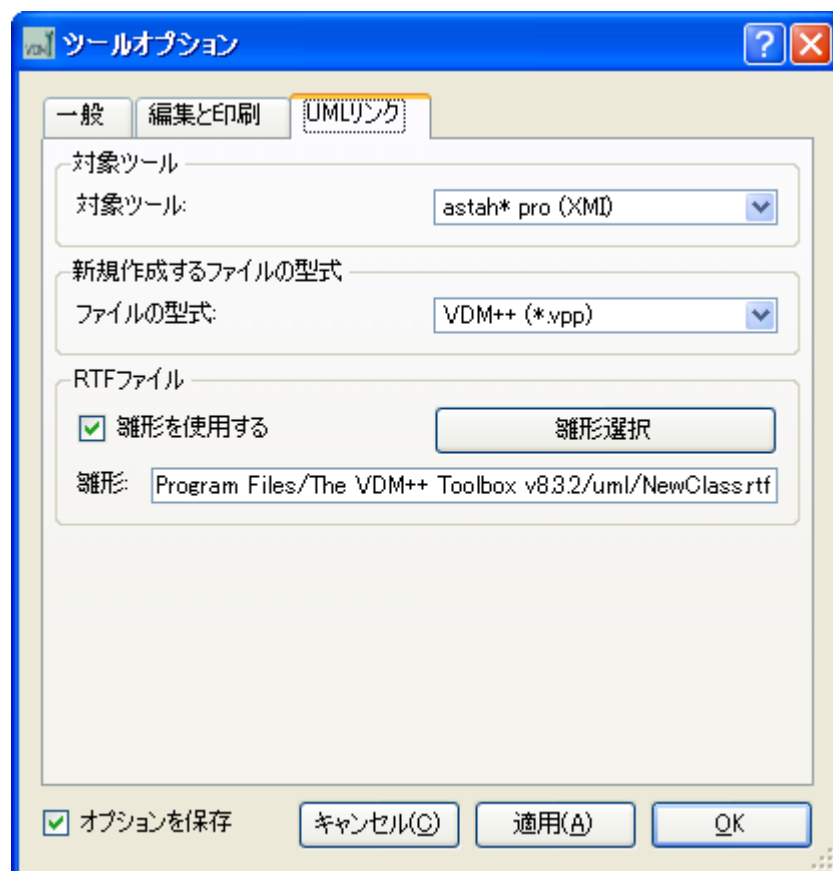 ツールオプション
一般 編集と印刷 UMLリンク
対象ツール
対象ツール: astah* pro (XMI)
新規作成するファイルの型式
ファイルの型式: VDM++ (*.vpp)
RTFファイル
雛形を使用する 雛形選択
雛形: Program Files/The VDM++ Toolbox v8.3.2/uml/NewClass.rtf
オプションを保存 キャンセル(C) 適用(A) OK